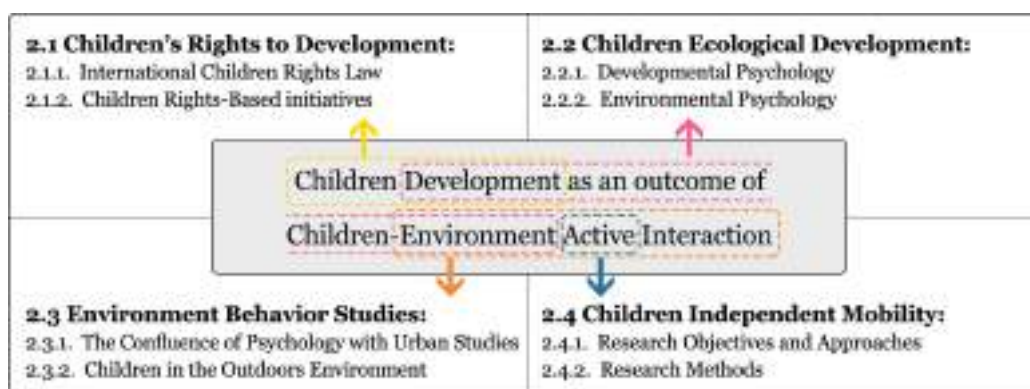 2.1 Children's Rights to Development:
2.1.1. International Children Rights Law
2.1.2. Children Rights-Based initiatives
2.2 Children Ecological Development:
2.2.1. Developmental Psychology
2.2.2. Environmental Psychology
Children Development as an outcome of
Children-Environment Active Interaction
2.3 Environment Behavior Studies:
2.3.1. The Confluence of Psychology with Urban Studies
2.3.2. Children in the Outdoors Environment
2.4 Children Independent Mobility:
2.4.1. Research Objectives and Approaches
2.4.2. Research Methods